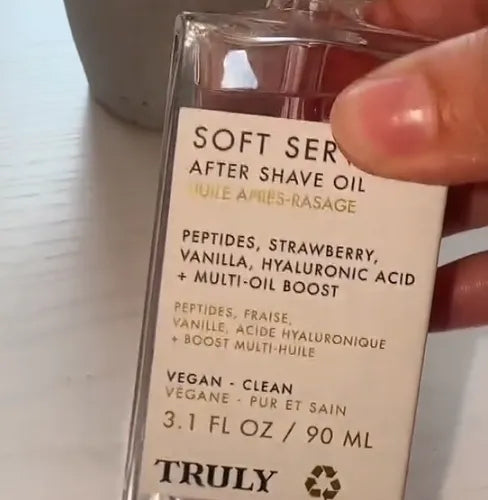 SOFT SER
AFTER SHAVE OIL
HUILE APRÈS-RASAGE
PEPTIDES, STRAWBERRY,
VANILLA, HYALURONIC ACID
+ MULTI-OIL BOOST
PEPTIDES, FRAISE,
VANILLE, ACIDE HYALURONIQUE
+ BOOST MULTI-HUILE
VEGAN - CLEAN
VÉGANE - PUR ET SAIN
3.1 FL OZ / 90 ML
TRULY